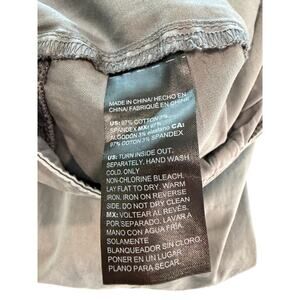 MADE IN CHINA/ HECHO EN
CHINA/ FABRIQUÉ EN CHINE/
US: 97% COTTON 3%
SPANDEX MX: 97%
ALGODÓN 3% elastano CA:
97% COTON 3% SPANDEX
US: TURN INSIDE OUT,
SEPARATELY, HAND WASH
COLD, ONLY
NON-CHLORINE BLEACH,
LAY FLAT TO DRY, WARM
IRON, IRON ON REVERSE
SIDE, DO NOT DRY CLEAN
MX: VOLTEAR AL REVÉS,
POR SEPARADO, LAVAR A
MANO CON AGUA FRÍA,
SOLAMENTE
BLANQUEADOR SIN CLORO,
PONER EN UN LUGAR
PLANO PARA SECAR,